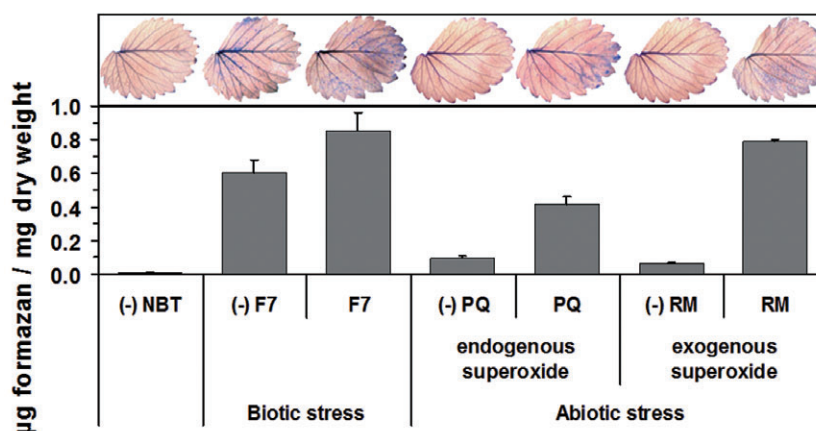 µg formazan / mg dry weight
1.0
0.8
0.6
0.4
0.2
0.0
(-) NBT (-) F7 F7 (-) PQ PQ (-) RM RM
endogenous superoxide
exogenous superoxide
Biotic stress Abiotic stress